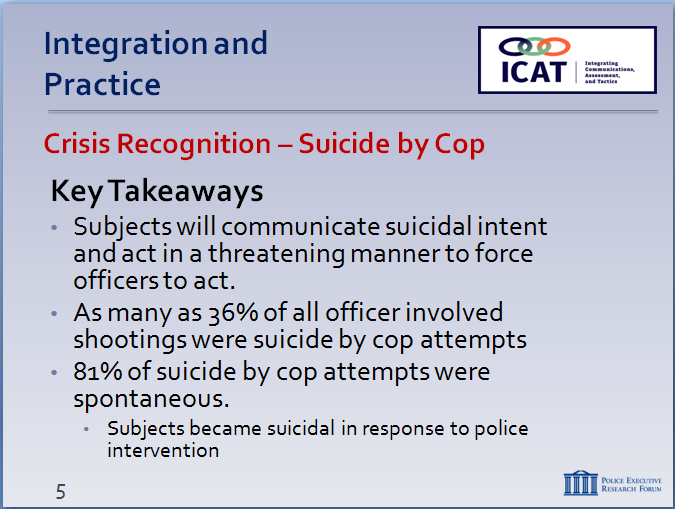 Integration and
Practice
ICAT
Integrating
Communications,
Assessment,
and Tactics
Crisis Recognition – Suicide by Cop
Key Takeaways
• Subjects will communicate suicidal intent
and act in a threatening manner to force
officers to act.
• As many as 36% of all officer involved
shootings were suicide by cop attempts
• 81% of suicide by cop attempts were
spontaneous.
• Subjects became suicidal in response to police
intervention
5
POLICE EXECUTIVE
RESEARCH FORUM